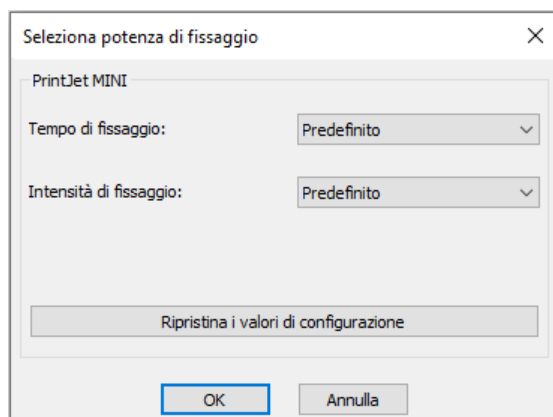 Seleziona potenza di fissaggio
PrintJet MINI
Tempo di fissaggio: Predefinito
Intensità di fissaggio: Predefinito
Ripristina i valori di configurazione
OK Annulla